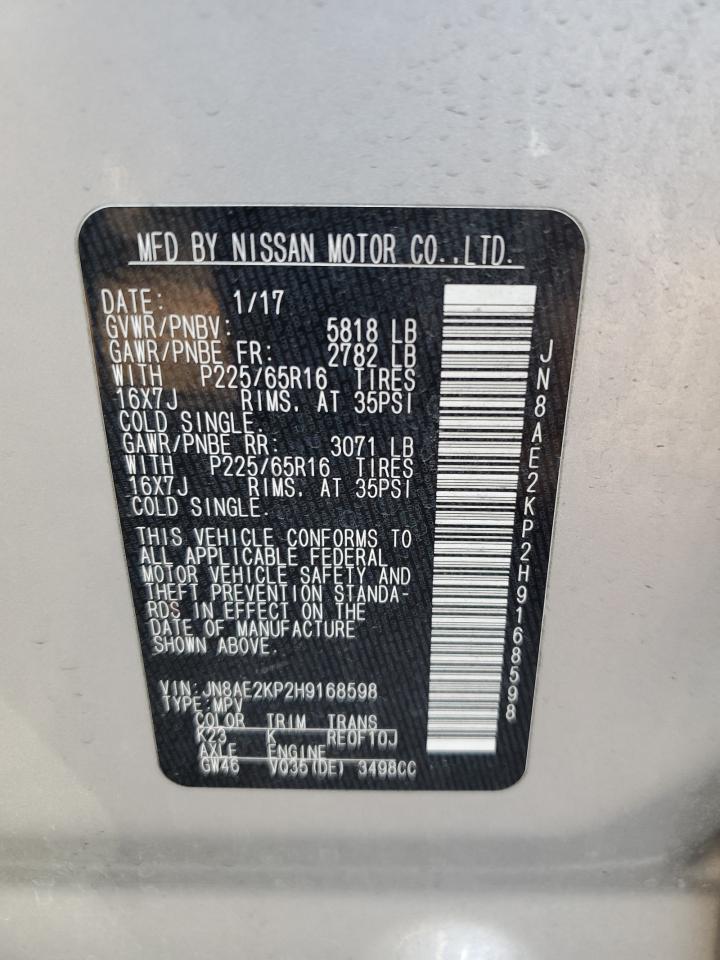 MFD BY NISSAN MOTOR CO.,LTD.
DATE: 1/17
GVWR/PNBV: 5818 LB
GAWR/PNBE FR: 2782 LB
WITH P225/65R16 TIRES
16X7J RIMS. AT 35PSI
COLD SINGLE.
GAWR/PNBE RR: 3071 LB
WITH P225/65R16 TIRES
16X7J RIMS. AT 35PSI
COLD SINGLE.
THIS VEHICLE CONFORMS TO
ALL APPLICABLE FEDERAL
MOTOR VEHICLE SAFETY AND
THEFT PREVENTION STANDA-
RDS IN EFFECT ON THE
DATE OF MANUFACTURE
SHOWN ABOVE.
VIN:JN8AE2KP2H9168598
TYPE:MPV
COLOR TRIM TRANS
K23 K RE0F10J
AXLE ENGINE
GW46 VQ35(DE) 3498CC
JN8AE2KP2H9168598